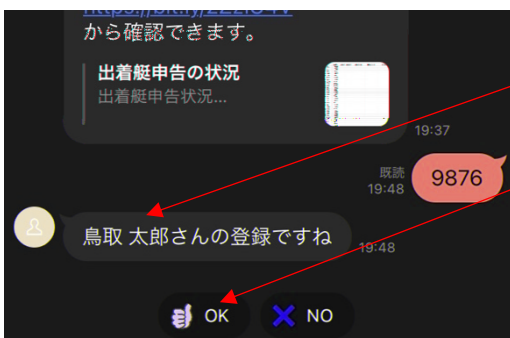 から確認できます。
出着艇申告の状況
出着艇申告状況...
19:37
既読
19:48
9876
鳥取 太郎さんの登録ですね
19:48
OK
NO